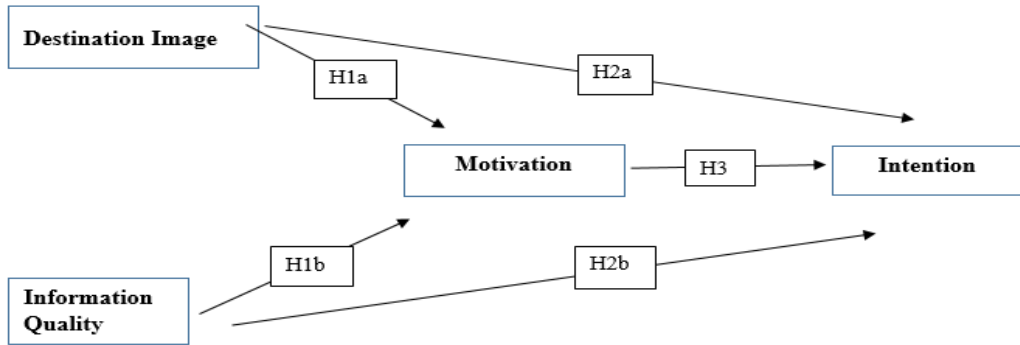 Destination Image
H1a
H2a
Motivation
H3
Intention
H1b
H2b
Information
Quality